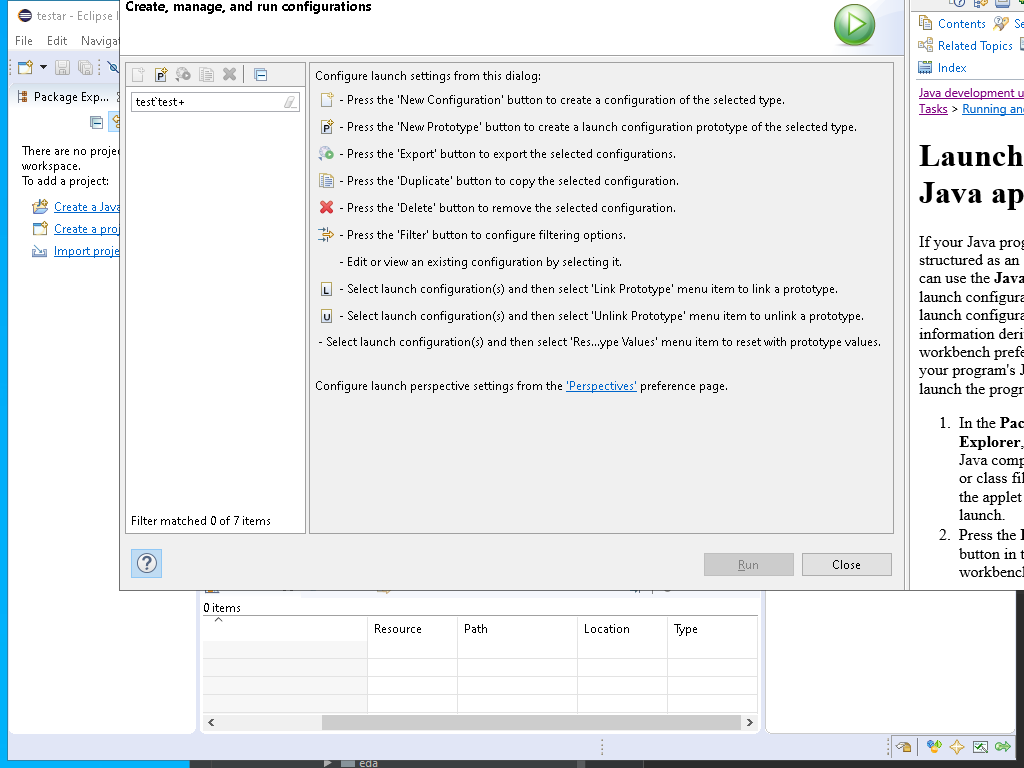 testar - Eclipse I
File Edit Naviga
Package Exp...
There are no proje
workspace.
To add a project:
Create a Java
Create a proj
Import proje
Create, manage, and run configurations
test`test+
Filter matched 0 of 7 items
Configure launch settings from this dialog:
- Press the 'New Configuration' button to create a configuration of the selected type.
- Press the 'New Prototype' button to create a launch configuration prototype of the selected type.
- Press the 'Export' button to export the selected configurations.
- Press the 'Duplicate' button to copy the selected configuration.
- Press the 'Delete' button to remove the selected configuration.
- Press the 'Filter' button to configure filtering options.
- Edit or view an existing configuration by selecting it.
- Select launch configuration(s) and then select 'Link Prototype' menu item to link a prototype.
- Select launch configuration(s) and then select 'Unlink Prototype' menu item to unlink a prototype.
- Select launch configuration(s) and then select 'Res...ype Values' menu item to reset with prototype values.
Configure launch perspective settings from the 'Perspectives' preference page.
Run Close
Contents Se
Related Topics
Index
Java development u
Tasks > Running and
Launch
Java ap
If your Java prog
structured as an
can use the Java
launch configura
launch configura
information deri
workbench prefe
your program's J
launch the progr
1. In the Pac
Explorer,
Java comp
or class fil
the applet
launch.
2. Press the
button in t
workbench
0 items
Resource Path Location Type
eda